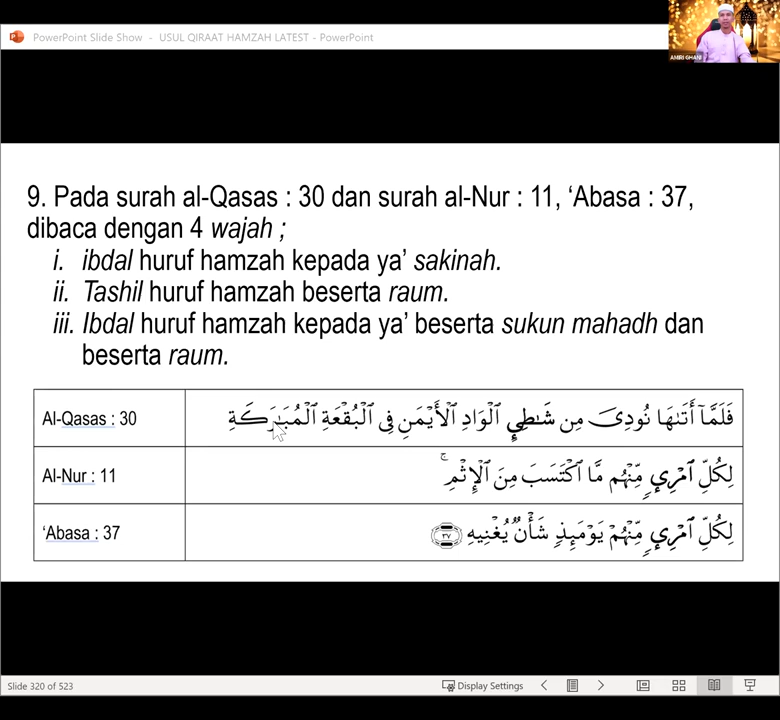 PowerPoint Slide Show - USUL QIRAAT HAMZAH LATEST - PowerPoint
AMIRI GHANI
9. Pada surah al-Qasas : 30 dan surah al-Nur : 11, ‘Abasa : 37,
dibaca dengan 4 wajah ;
i. ibdal huruf hamzah kepada ya’ sakinah.
ii. Tashil huruf hamzah beserta raum.
iii. Ibdal huruf hamzah kepada ya’ beserta sukun mahadh dan
beserta raum.
Al-Qasas : 30
فَلَمَّآ أَتَىٰهَا نُودِىَ مِن شَٰطِيِٕ ٱلْوَادِ ٱلْأَيْمَنِ فِى ٱلْبُقْعَةِ ٱلْمُبَٰرَكَةِ
Al-Nur : 11
لِكُلِّ ٱمْرِيٍٕ مِّنْهُم مَّا ٱكْتَسَبَ مِنَ ٱلْإِثْمِ ۚ
‘Abasa : 37
لِكُلِّ ٱمْرِيٍٕ مِّنْهُمْ يَوْمَئِذٍ شَأْنٌ يُغْنِيهِ ٣٧
Slide 320 of 523
Display Settings